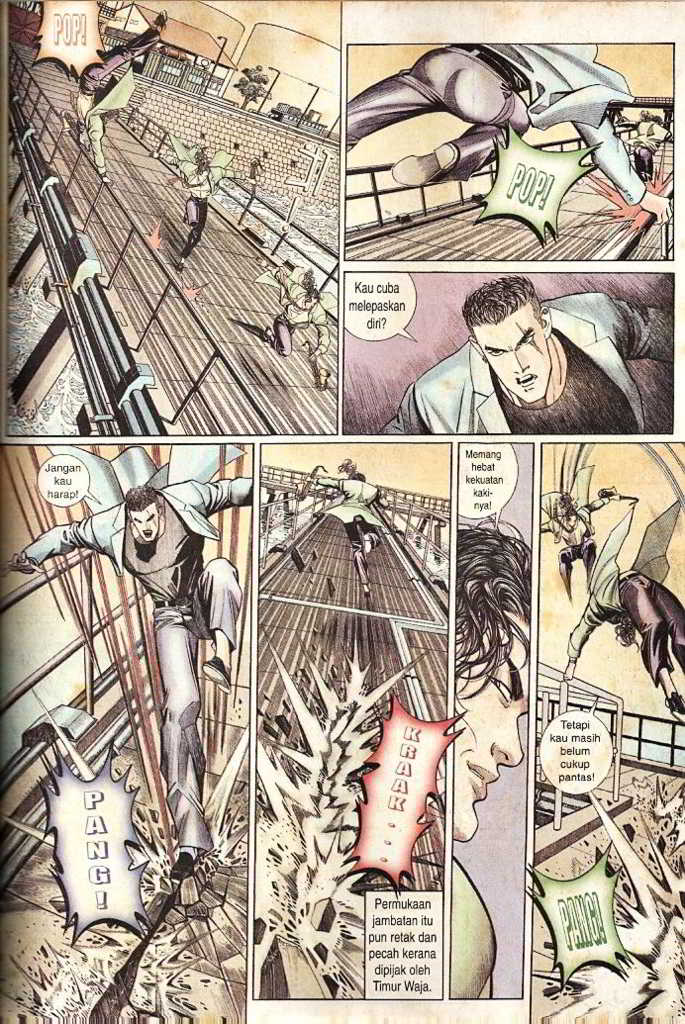 POP!
POP!
Kau cuba
melepaskan
diri?
Jangan
kau
harap!
PANG!
KRAAK...
Permukaan
jambatan itu
pun retak dan
pecah kerana
dipijak oleh
Timur Waja.
Memang
hebat
kekuatan
kaki-
nya!
Tetapi
kau masih
belum
cukup
pantas!
PANG!